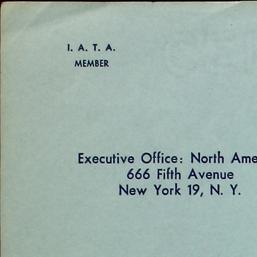 I. A. T. A.
MEMBER
Executive Office: North Ame
666 Fifth Avenue
New York 19, N. Y.